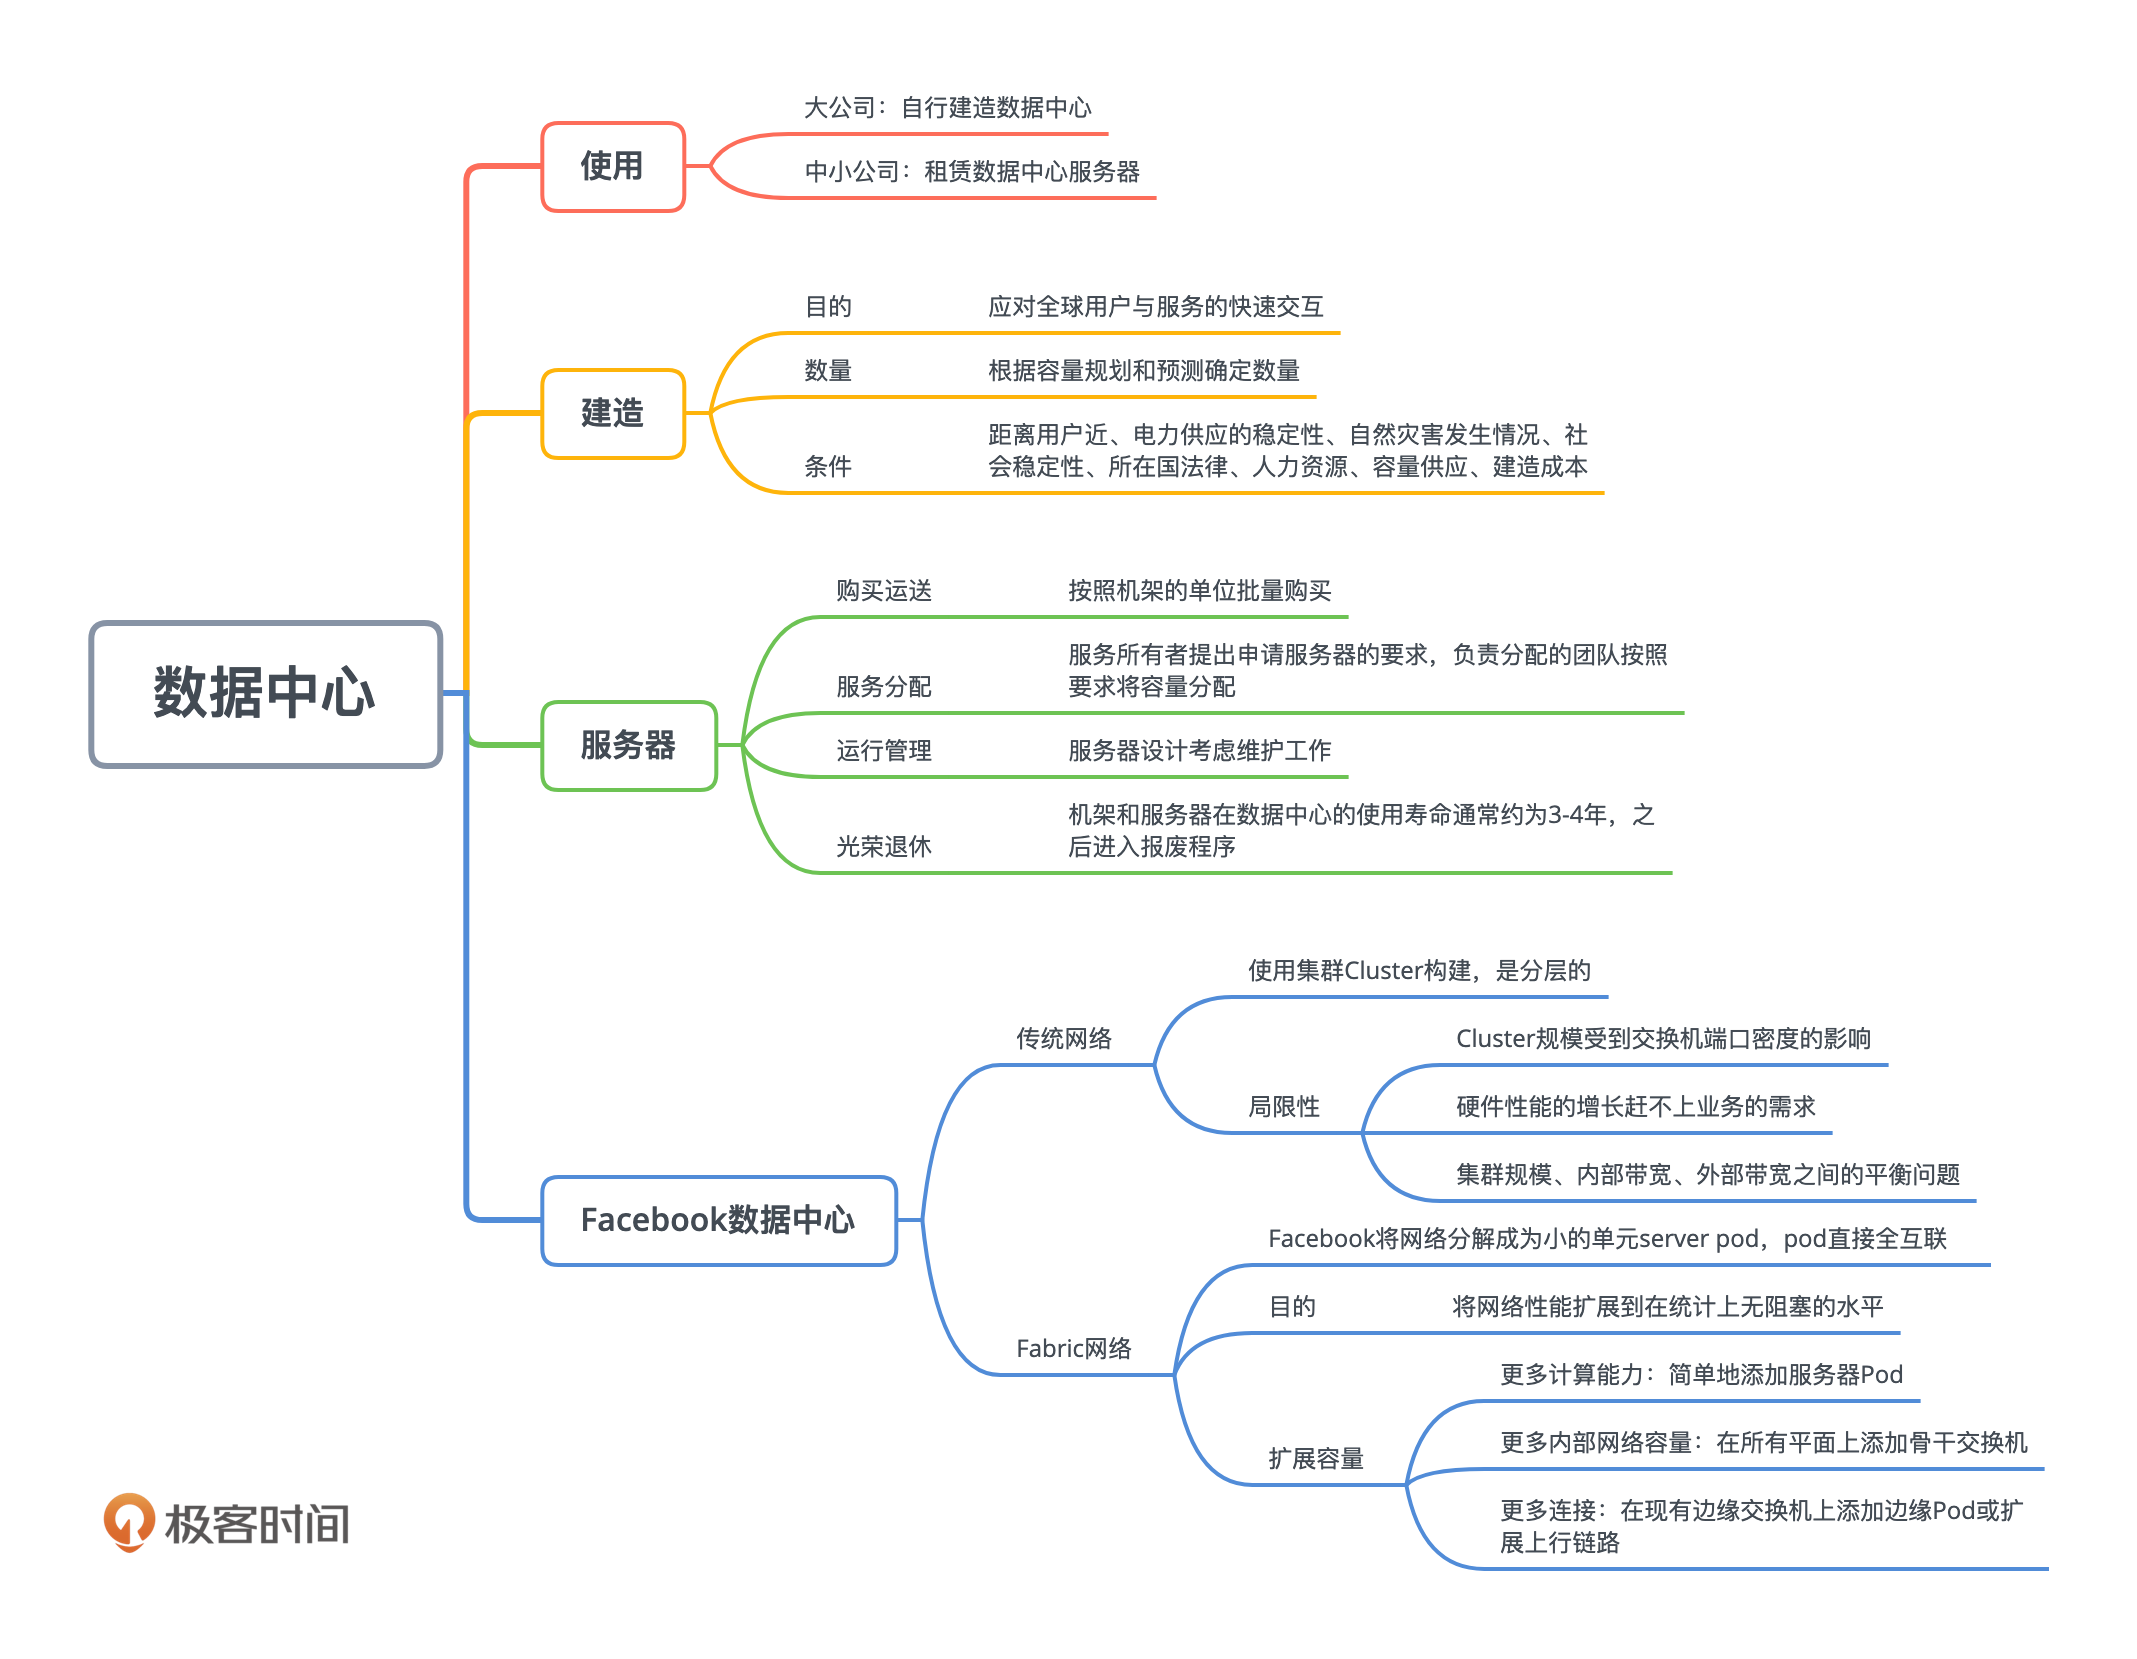 数据中心
使用
大公司：自行建造数据中心
中小公司：租赁数据中心服务器
建造
目的
应对全球用户与服务的快速交互
数量
根据容量规划和预测确定数量
条件
距离用户近、电力供应的稳定性、自然灾害发生情况、社
会稳定性、所在国法律、人力资源、容量供应、建造成本
服务器
购买运送
按照机架的单位批量购买
服务分配
服务所有者提出申请服务器的要求，负责分配的团队按照
要求将容量分配
运行管理
服务器设计考虑维护工作
光荣退休
机架和服务器在数据中心的使用寿命通常约为3-4年，之
后进入报废程序
Facebook数据中心
传统网络
使用集群Cluster构建，是分层的
局限性
Cluster规模受到交换机端口密度的影响
硬件性能的增长赶不上业务的需求
集群规模、内部带宽、外部带宽之间的平衡问题
Fabric网络
Facebook将网络分解成为小的单元server pod，pod直接全互联
目的
将网络性能扩展到在统计上无阻塞的水平
扩展容量
更多计算能力：简单地添加服务器Pod
更多内部网络容量：在所有平面上添加骨干交换机
更多连接：在现有边缘交换机上添加边缘Pod或扩
展上行链路
极客时间